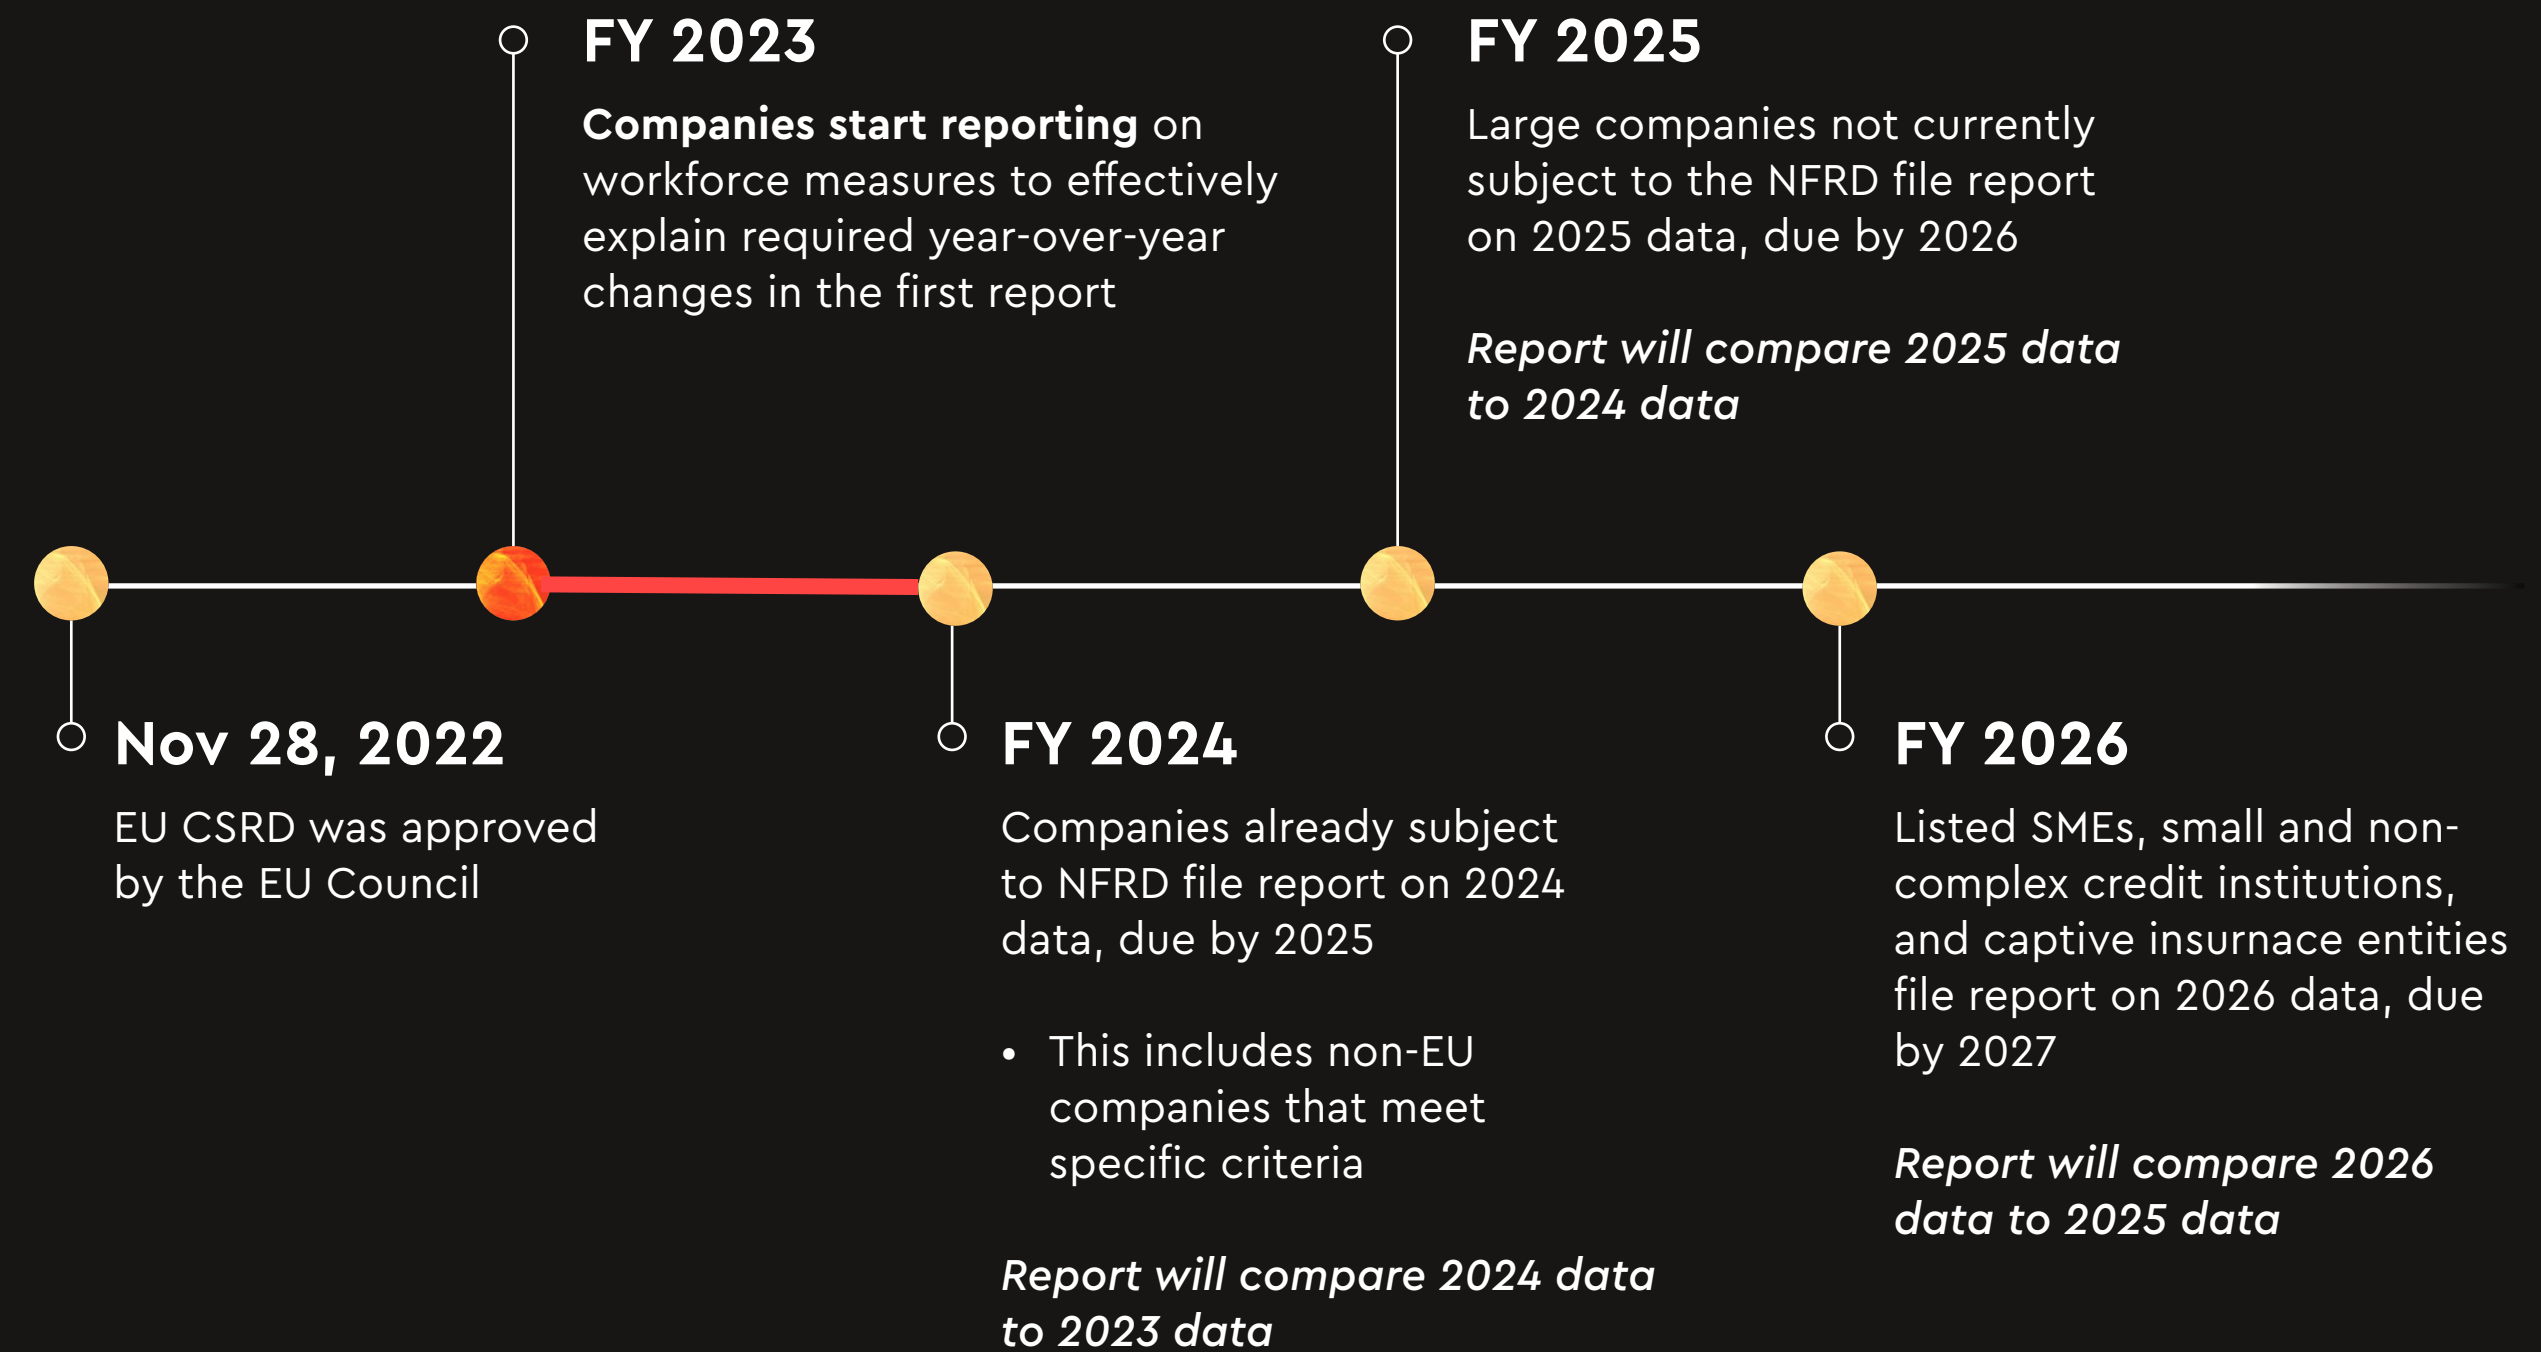 FY 2023
Companies start reporting on
workforce measures to effectively
explain required year-over-year
changes in the first report
FY 2025
Large companies not currently
subject to the NFRD file report
on 2025 data, due by 2026
Report will compare 2025 data
to 2024 data
Nov 28, 2022
EU CSRD was approved
by the EU Council
FY 2024
Companies already subject
to NFRD file report on 2024
data, due by 2025
• This includes non-EU
companies that meet
specific criteria
Report will compare 2024 data
to 2023 data
FY 2026
Listed SMEs, small and non-
complex credit institutions,
and captive insurnace entities
file report on 2026 data, due
by 2027
Report will compare 2026
data to 2025 data